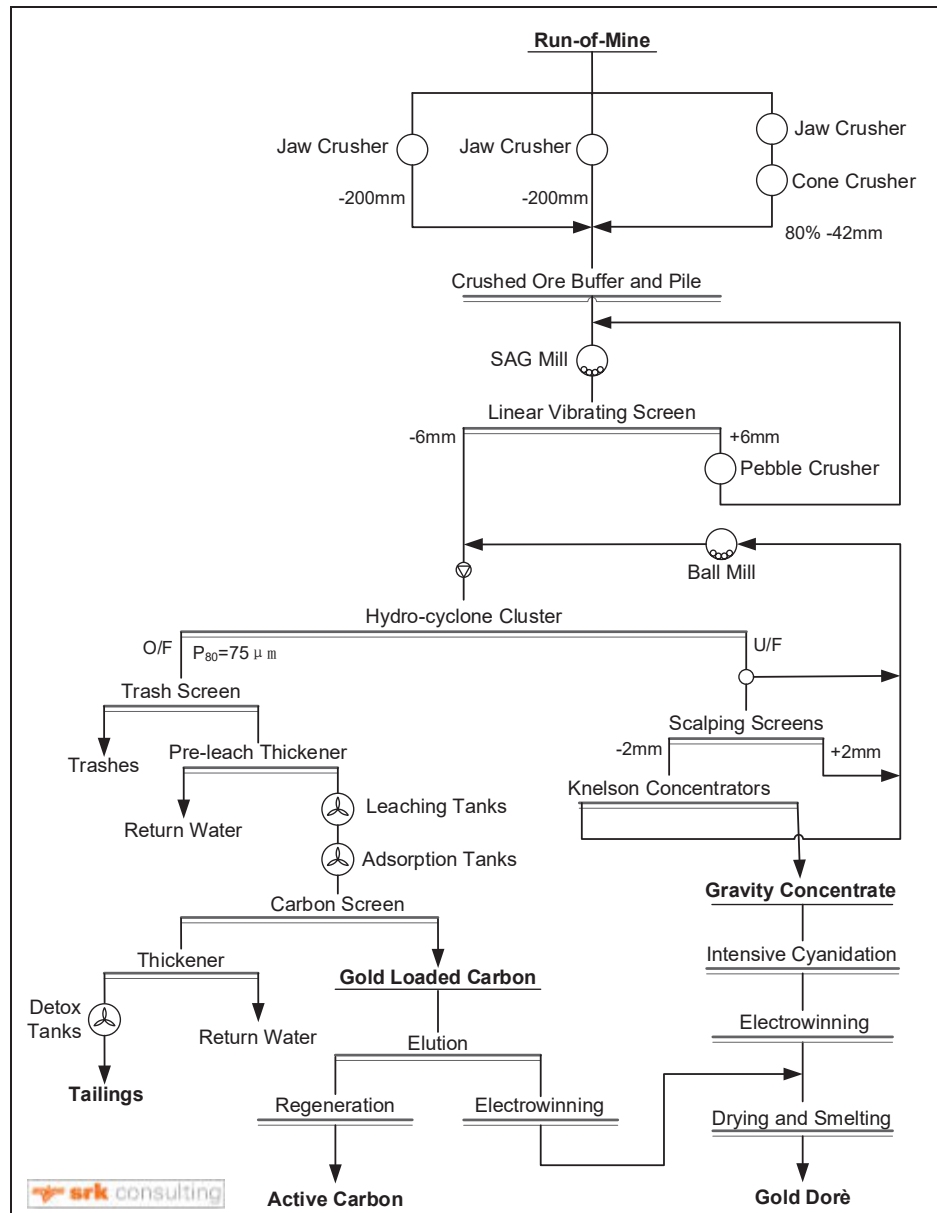 Run-of-Mine
Jaw Crusher
Jaw Crusher
Jaw Crusher
Cone Crusher
-200mm
-200mm
80% -42mm
Crushed Ore Buffer and Pile
SAG Mill
Linear Vibrating Screen
-6mm
+6mm
Pebble Crusher
Ball Mill
Hydro-cyclone Cluster
O/F
P80=75 μm
U/F
Trash Screen
Scalping Screens
Trashes
Pre-leach Thickener
-2mm
+2mm
Knelson Concentrators
Return Water
Leaching Tanks
Adsorption Tanks
Gravity Concentrate
Carbon Screen
Thickener
Gold Loaded Carbon
Intensive Cyanidation
Detox
Tanks
Return Water
Electrowinning
Elution
Tailings
Regeneration
Electrowinning
Drying and Smelting
srk consulting
Active Carbon
Gold Dorè